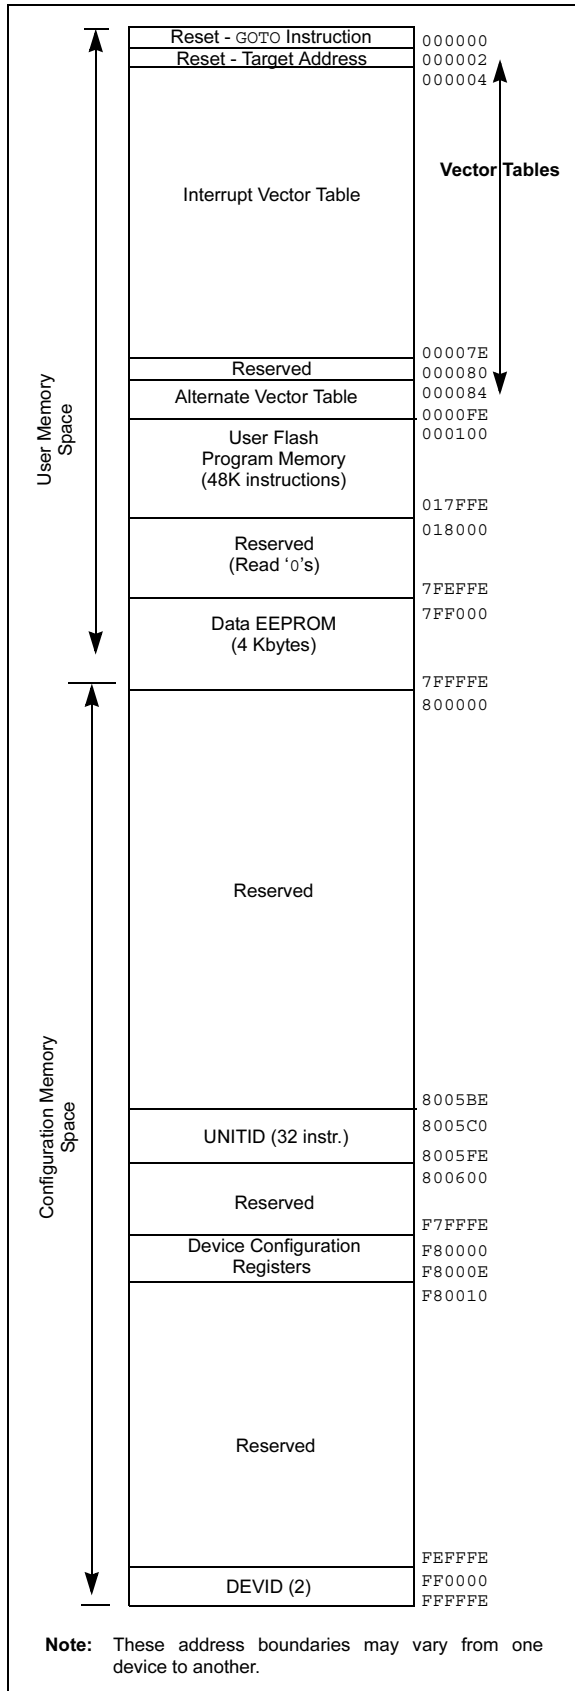 Reset - GOTO Instruction
000000
Reset - Target Address
000002
000004
Vector Tables
Interrupt Vector Table
00007E
Reserved
000080
Alternate Vector Table
000084
0000FE
User Flash
Program Memory
(48K instructions)
000100
017FFE
Reserved
(Read ‘0’s)
018000
7FEFFE
Data EEPROM
(4 Kbytes)
7FF000
7FFFFE
User Memory
Space
800000
Reserved
8005BE
UNITID (32 instr.)
8005C0
8005FE
800600
Reserved
F7FFFE
Device Configuration
Registers
F80000
F8000E
F80010
Reserved
FEFFFE
DEVID (2)
FF0000
FFFFFE
Configuration Memory
Space
Note: These address boundaries may vary from one
device to another.